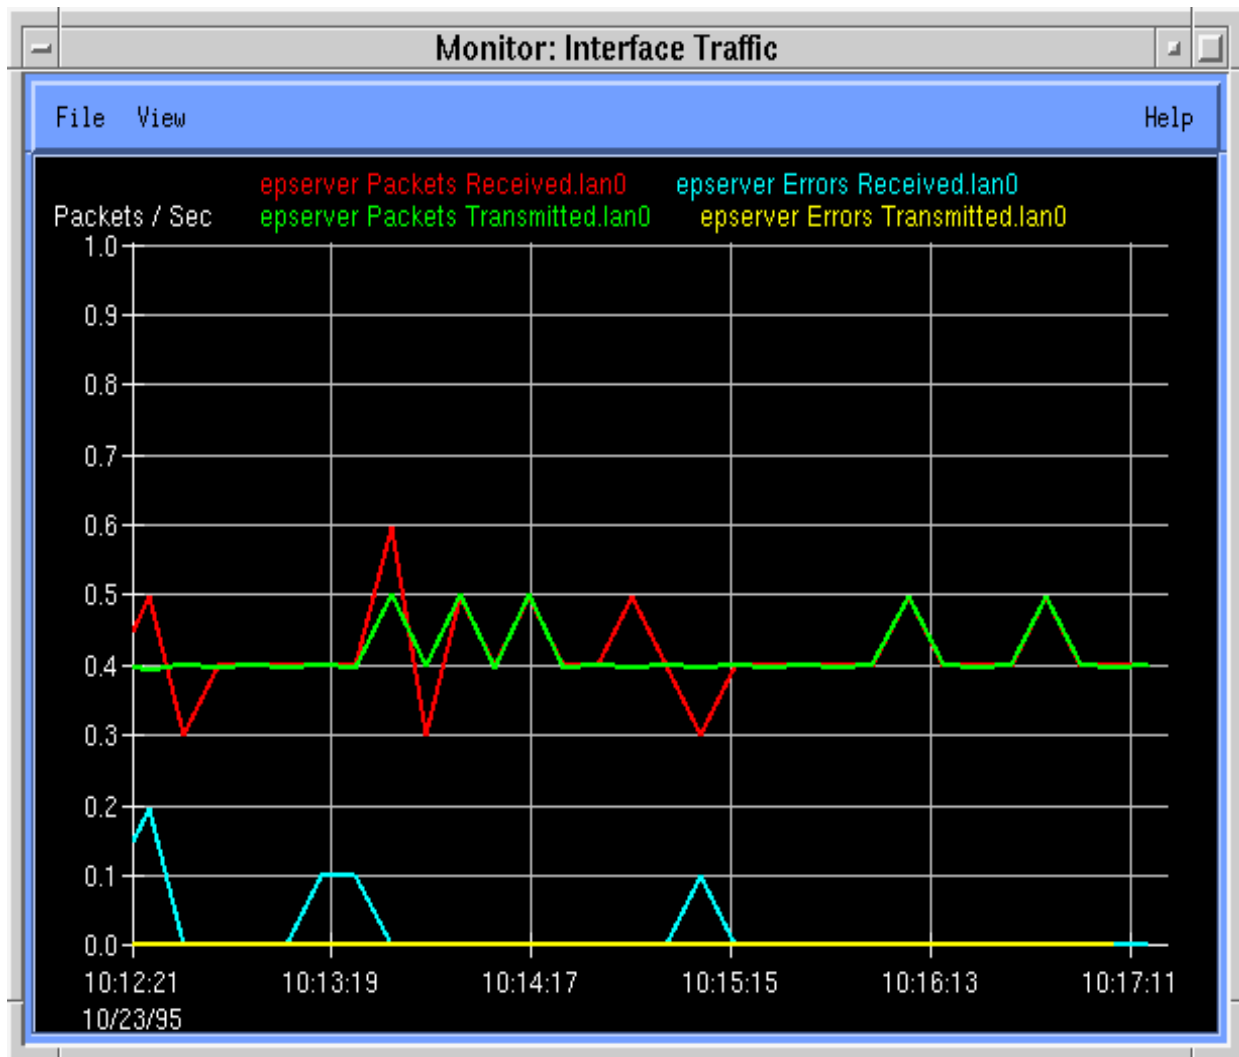 Monitor: Interface Traffic
File View Help
epserver Packets Received.lan0 epserver Errors Received.lan0
Packets / Sec epserver Packets Transmitted.lan0 epserver Errors Transmitted.lan0
1.0
0.9
0.8
0.7
0.6
0.5
0.4
0.3
0.2
0.1
0.0
10:12:21 10:13:19 10:14:17 10:15:15 10:16:13 10:17:11
10/23/95